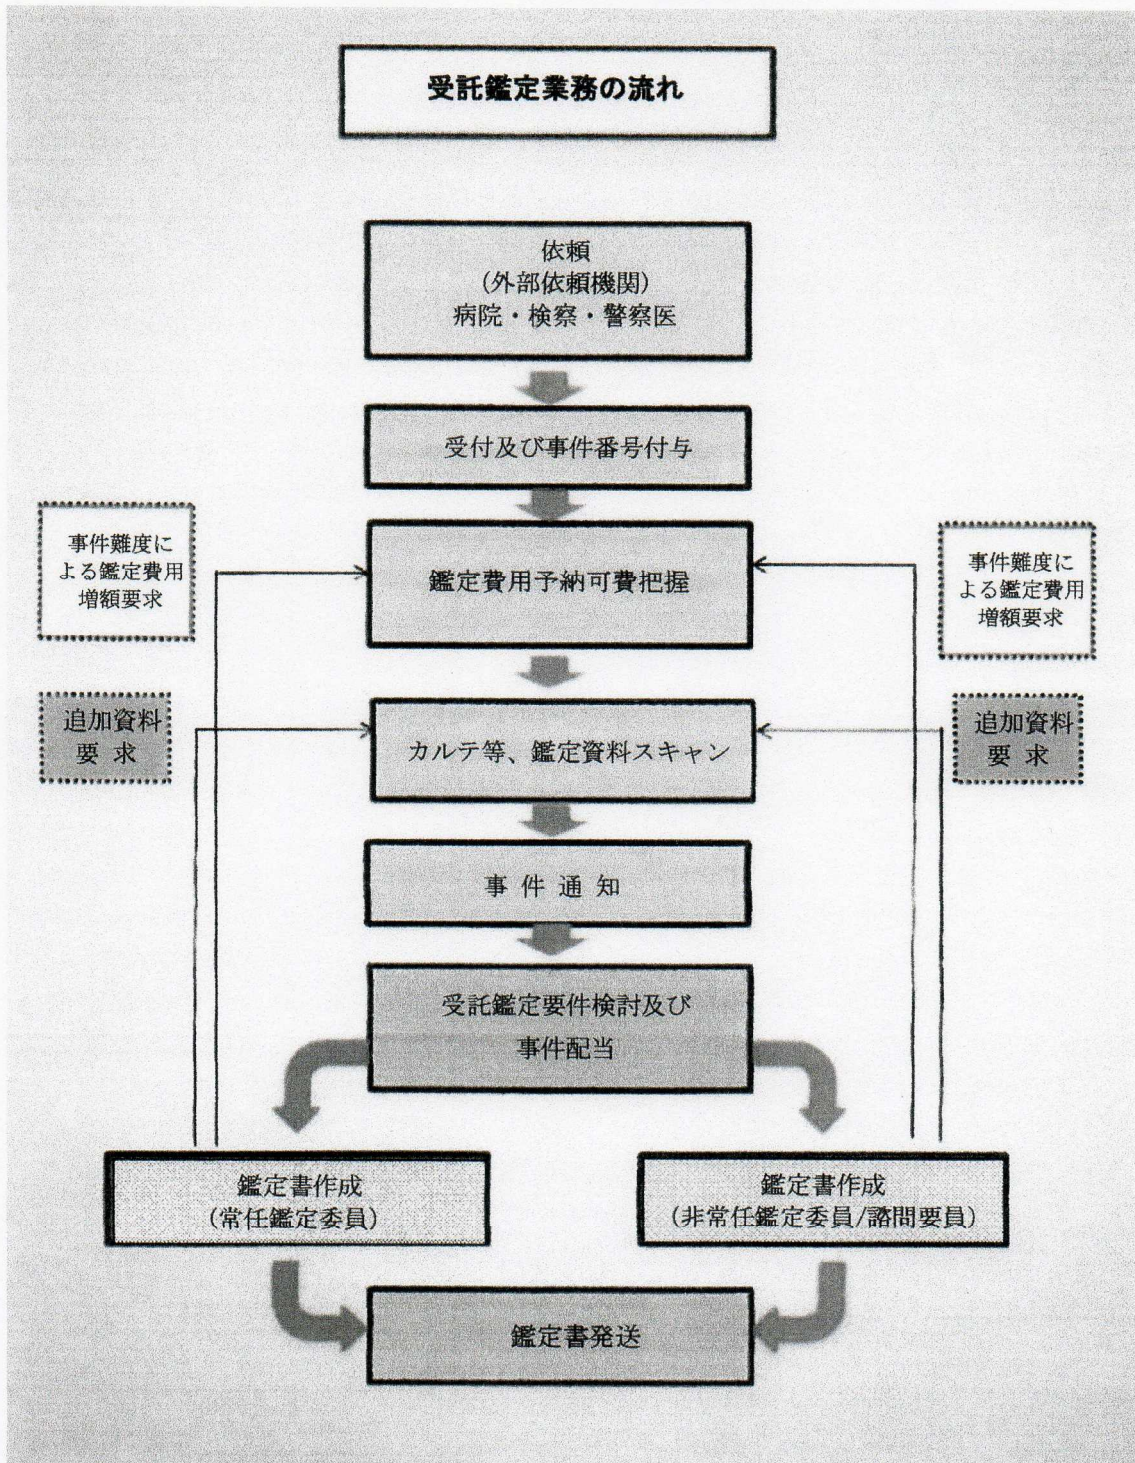 受託鑑定業務の流れ
依頼
(外部依頼機関)
病院・検察・警察医
受付及び事件番号付与
事件難度に
よる鑑定費用
増額要求
鑑定費用予納可費把握
事件難度に
よる鑑定費用
増額要求
追加資料
要 求
カルテ等、鑑定資料スキャン
追加資料
要 求
事 件 通 知
受託鑑定要件検討及び
事件配当
鑑定書作成
(常任鑑定委員)
鑑定書作成
(非常任鑑定委員/諮問要員)
鑑定書発送